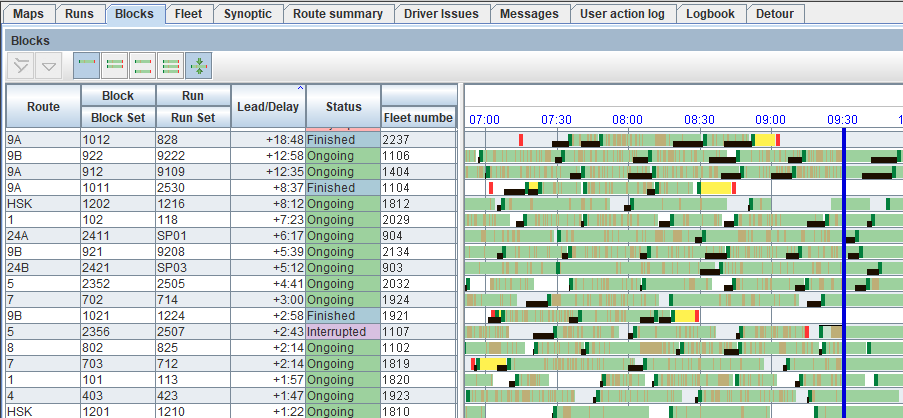 Maps Runs Blocks Fleet Synoptic Route summary Driver Issues Messages User action log Logbook Detour
Blocks
Route Block Run Lead/Delay Status
Block Set Run Set Fleet numbe
07:00 07:30 08:00 08:30 09:00 09:30 1
9A 1012 828 +18:48 Finished 2237
9B 922 9222 +12:58 Ongoing 1106
9A 912 9109 +12:35 Ongoing 1404
9A 1011 2530 +8:37 Finished 1104
HSK 1202 1216 +8:12 Ongoing 1812
1 102 118 +7:23 Ongoing 2029
24A 2411 SP01 +6:17 Ongoing 904
9B 921 9208 +5:39 Ongoing 2134
24B 2421 SP03 +5:12 Ongoing 903
5 2352 2505 +4:41 Ongoing 2032
7 702 714 +3:00 Ongoing 1924
9B 1021 1224 +2:58 Finished 1921
5 2356 2507 +2:43 Interrupted 1107
8 802 825 +2:14 Ongoing 1102
7 703 712 +2:14 Ongoing 1819
1 101 113 +1:57 Ongoing 1820
4 403 423 +1:47 Ongoing 1923
HSK 1201 1210 +1:22 Ongoing 1810